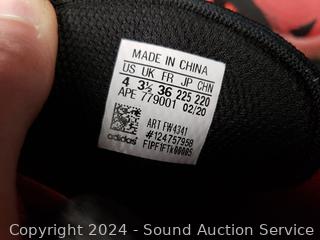 MADE IN CHINA
US UK FR JP CHN
4 3½ 36 225 220
APE 779001 02/20
ART FW4341
#124757958
adidas F1PF1FTK00005
Copyright 2024 - Sound Auction Service